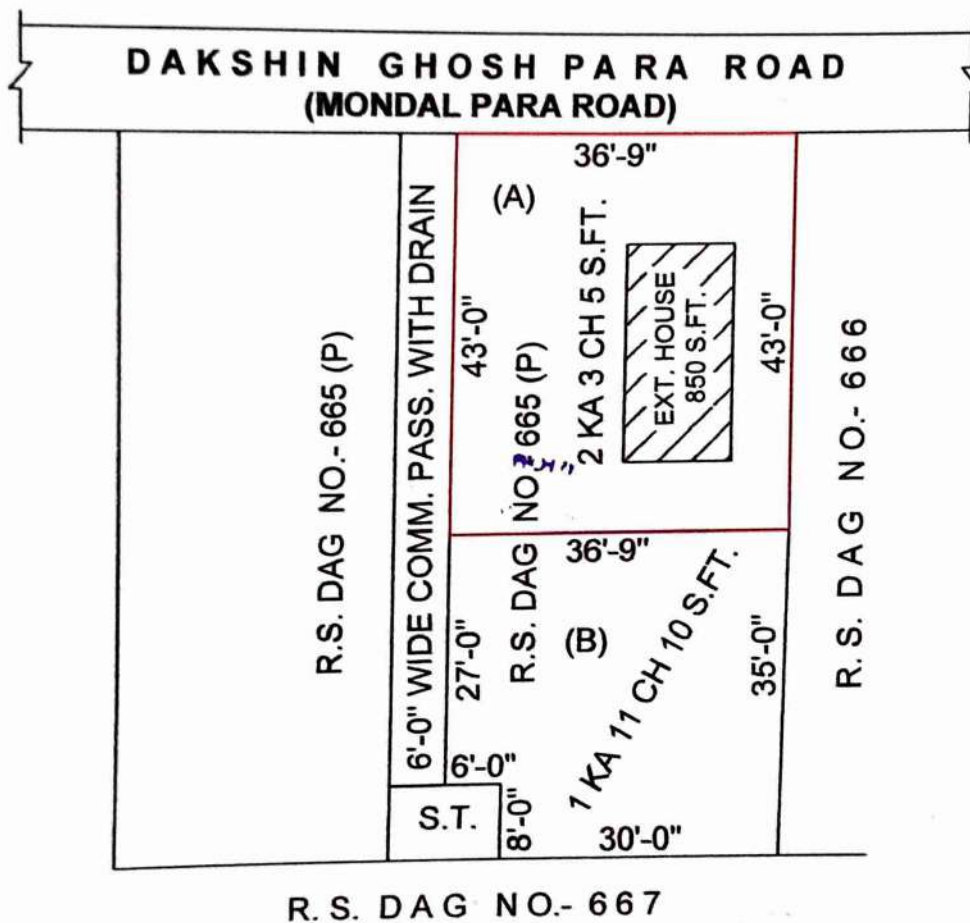 DAKSHIN GHOSH PARA ROAD
(MONDAL PARA ROAD)
36'-9"
(A)
6'-0" WIDE COMM. PASS. WITH DRAIN
43'-0"
2 KA 3 CH 5 S.FT.
EXT. HOUSE
850 S.FT.
43'-0"
R.S. DAG NO.- 665 (P)
R.S. DAG NO 665 (P)
R.S. DAG NO.- 666
36'-9"
27'-0"
(B)
1 KA 11 CH 10 S.FT.
35'-0"
6'-0"
S.T.
8'-0"
30'-0"
R. S. DAG NO.- 667